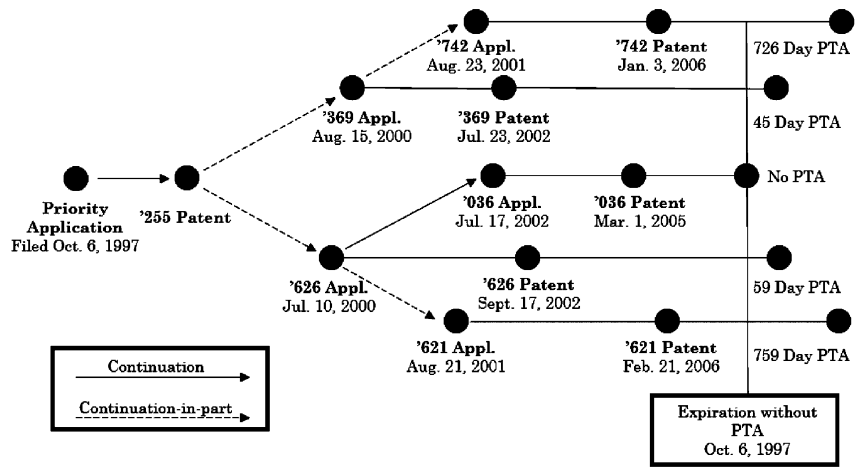 '742 Appl.
Aug. 23, 2001
'742 Patent
Jan. 3, 2006
726 Day PTA
'369 Appl.
Aug. 15, 2000
'369 Patent
Jul. 23, 2002
45 Day PTA
Priority
Application
Filed Oct. 6, 1997
'255 Patent
'036 Appl.
Jul. 17, 2002
'036 Patent
Mar. 1, 2005
No PTA
'626 Appl.
Jul. 10, 2000
'626 Patent
Sept. 17, 2002
59 Day PTA
'621 Appl.
Aug. 21, 2001
'621 Patent
Feb. 21, 2006
759 Day PTA
Continuation
Continuation-in-part
Expiration without
PTA
Oct. 6, 1997